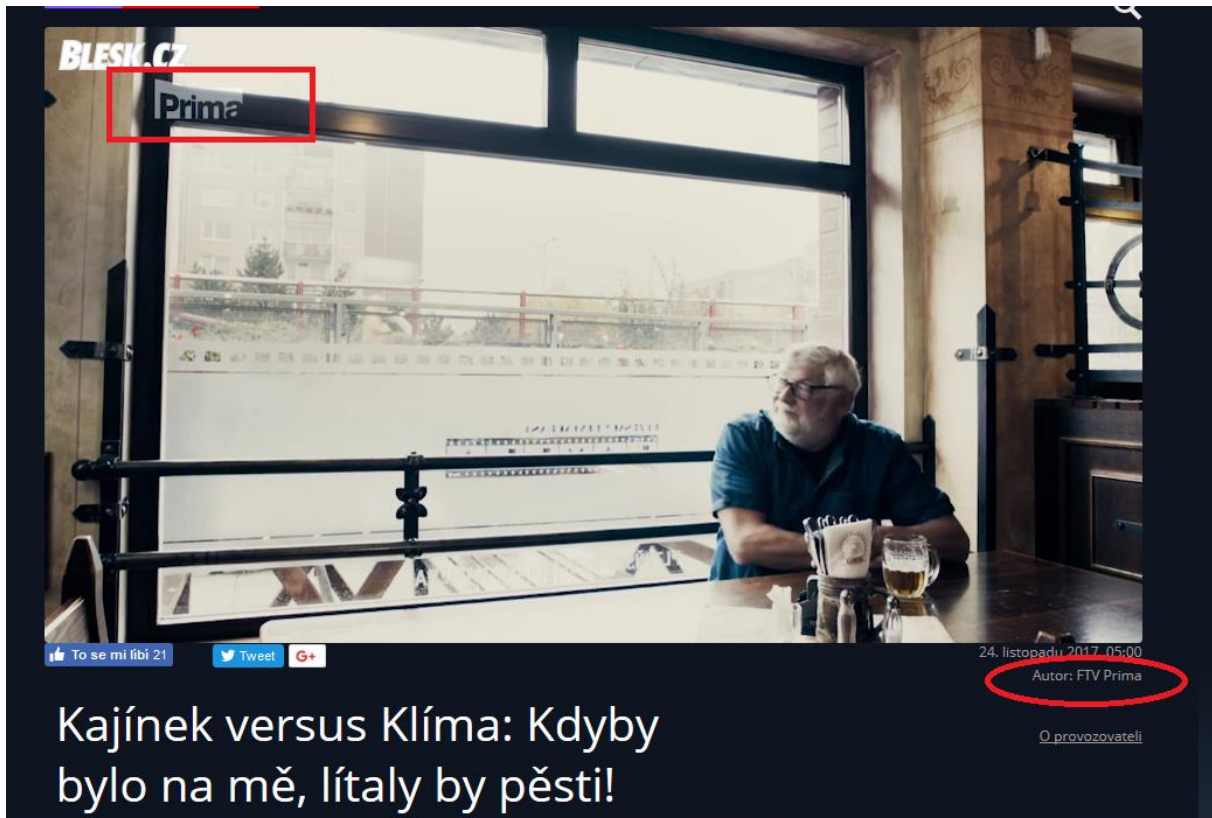 BLESK.CZ
Prima
To se mi líbí 21
Tweet
G+
24. listopadu 2017, 05:00
Autor: FTV Prima
O provozovateli
Kajínek versus Klíma: Kdyby
bylo na mě, lítaly by pěsti!